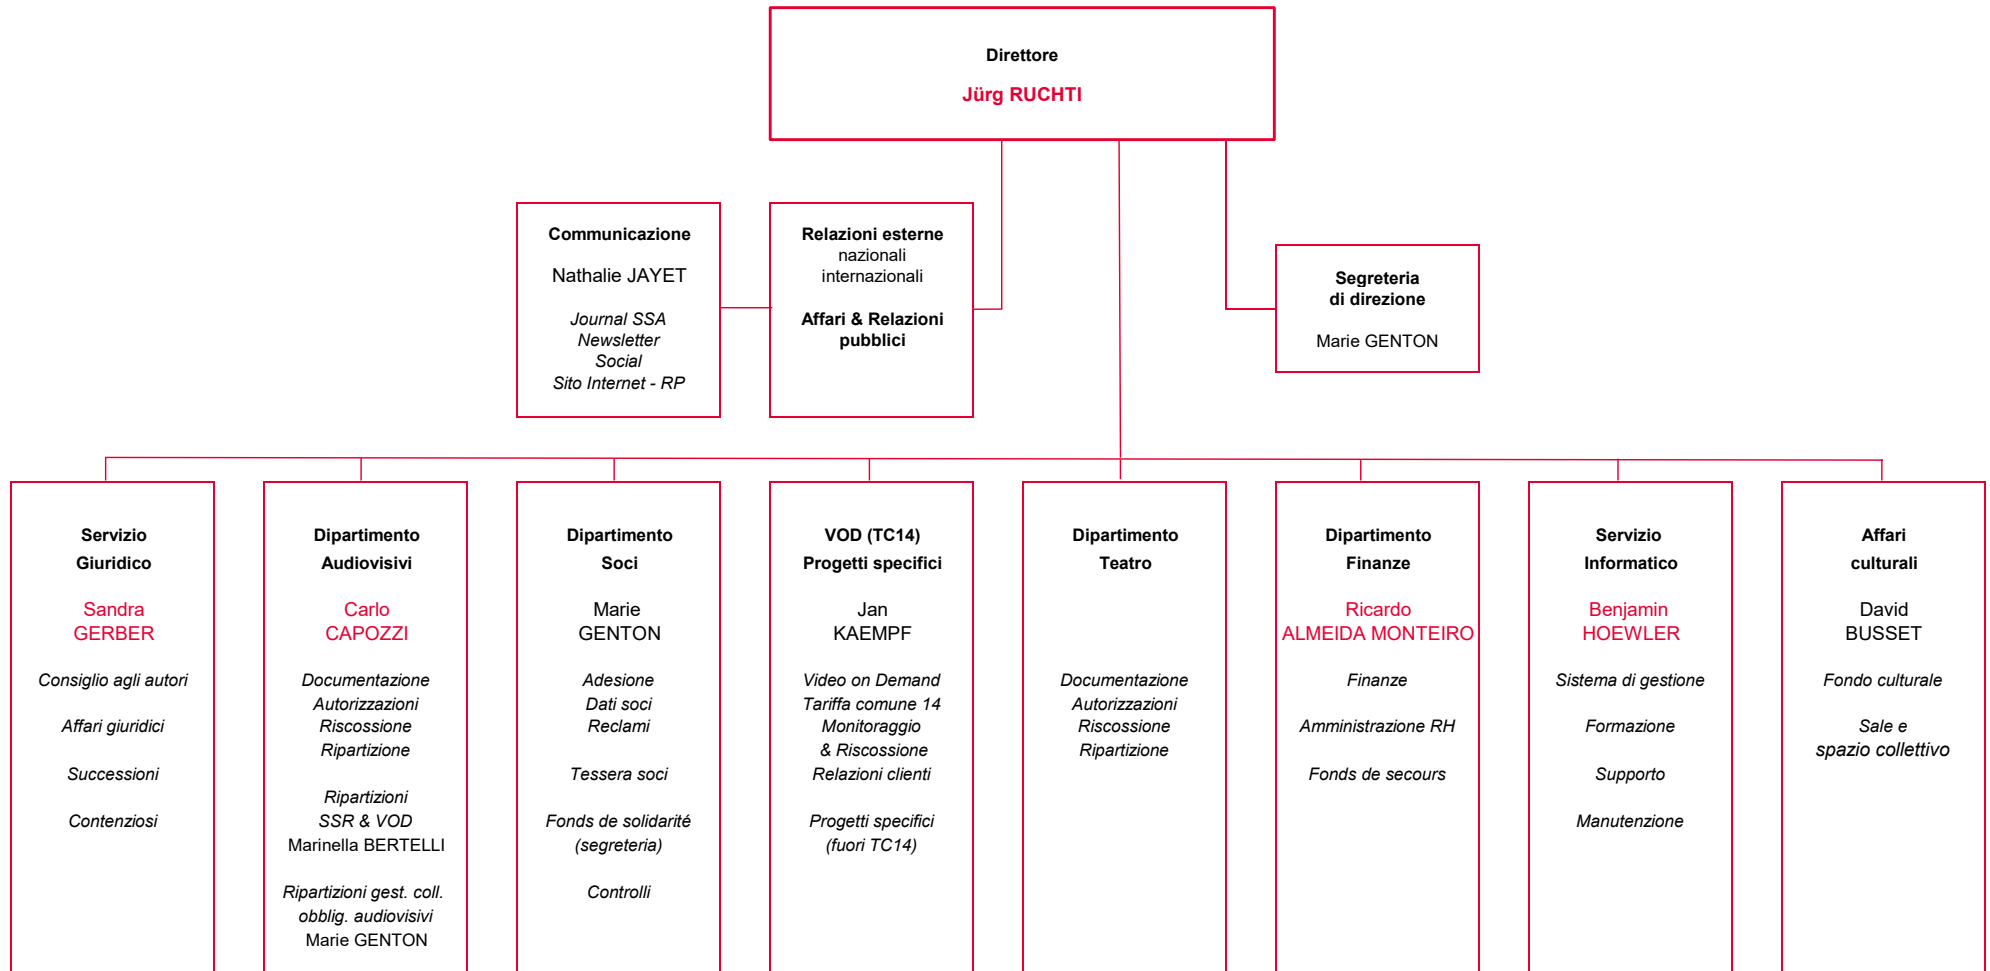 Direttore
Jürg RUCHTI
Communicazione
Nathalie JAYET
Journal SSA
Newsletter
Social
Sito Internet - RP
Relazioni esterne
nazionali
internazionali
Affari & Relazioni
pubblici
Segreteria
di direzione
Marie GENTON
Servizio
Giuridico
Sandra
GERBER
Consiglio agli autori
Affari giuridici
Successioni
Contenziosi
Dipartimento
Audiovisivi
Carlo
CAPOZZI
Documentazione
Autorizzazioni
Riscossione
Ripartizione
Ripartizioni
SSR & VOD
Marinella BERTELLI
Ripartizioni gest. coll.
obblig. audiovisivi
Marie GENTON
Dipartimento
Soci
Marie
GENTON
Adesione
Dati soci
Reclami
Tessera soci
Fonds de solidarité
(segreteria)
Controlli
VOD (TC14)
Progetti specifici
Jan
KAEMPF
Video on Demand
Tariffa comune 14
Monitoraggio
& Riscossione
Relazioni clienti
Progetti specifici
(fuori TC14)
Dipartimento
Teatro
Documentazione
Autorizzazioni
Riscossione
Ripartizione
Dipartimento
Finanze
Ricardo
ALMEIDA MONTEIRO
Finanze
Amministrazione RH
Fonds de secours
Servizio
Informatico
Benjamin
HOEWLER
Sistema di gestione
Formazione
Supporto
Manutenzione
Affari
culturali
David
BUSSET
Fondo culturale
Sale e
spazio collettivo